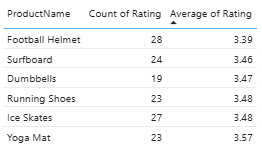 ProductName Count of Rating Average of Rating
Football Helmet 28 3.39
Surfboard 24 3.46
Dumbbells 19 3.47
Running Shoes 23 3.48
Ice Skates 27 3.48
Yoga Mat 23 3.57